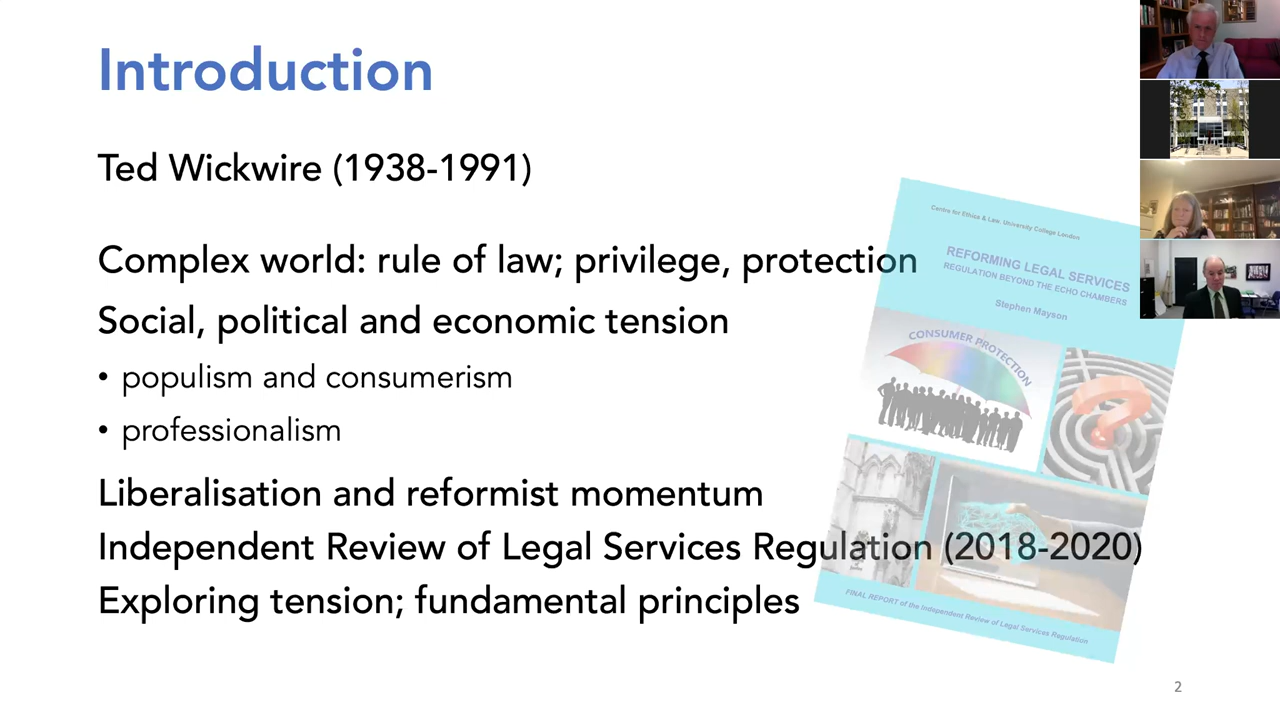 Introduction
Ted Wickwire (1938-1991)
Complex world: rule of law; privilege, protection
Social, political and economic tension
• populism and consumerism
• professionalism
Liberalisation and reformist momentum
Independent Review of Legal Services Regulation (2018-2020)
Exploring tension; fundamental principles
Centre for Ethics & Law, University College London
REFORMING LEGAL SERVICES
REGULATION BEYOND THE ECHO CHAMBERS
Stephen Mayson
CONSUMER PROTECTION
?
FINAL REPORT of the Independent Review of Legal Services Regulation
2